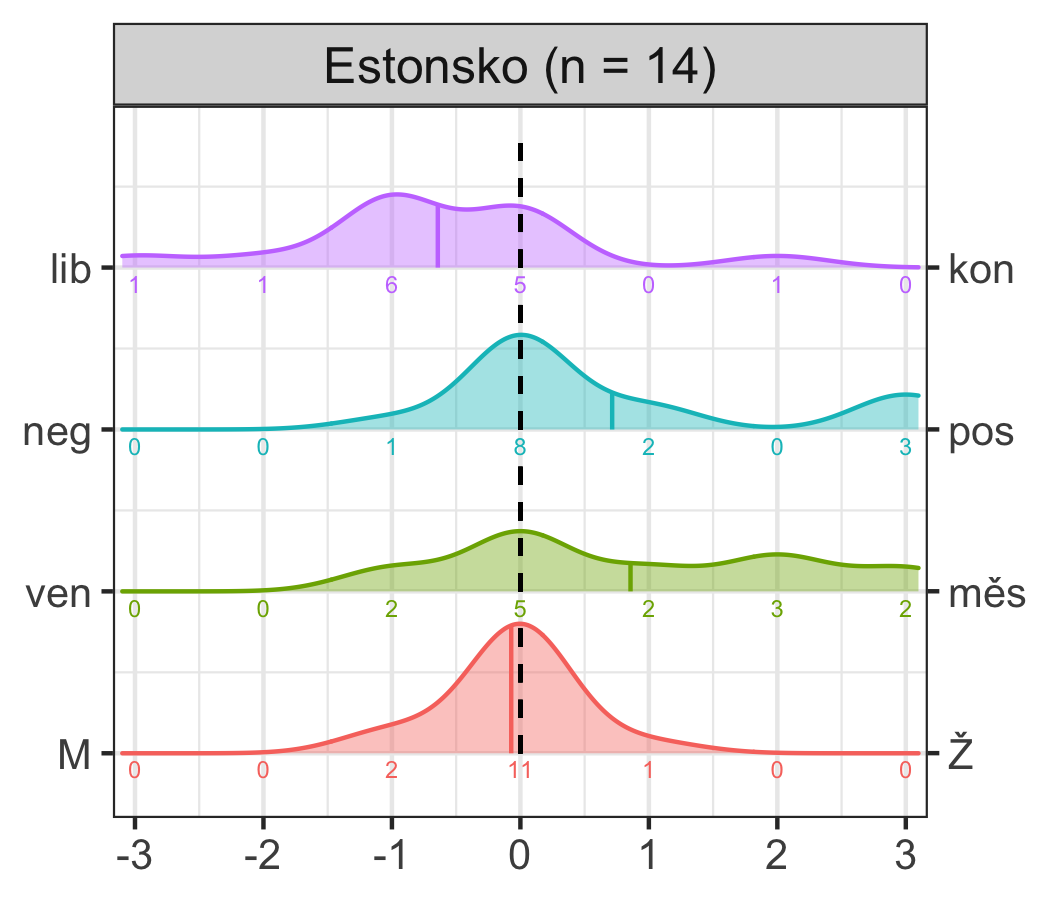 Estonsko (n = 14)
lib kon
1 1 6 5 0 1 0
neg pos
0 0 1 8 2 0 3
ven měs
0 0 2 5 2 3 2
M Ž
0 0 2 11 1 0 0
-3 -2 -1 0 1 2 3